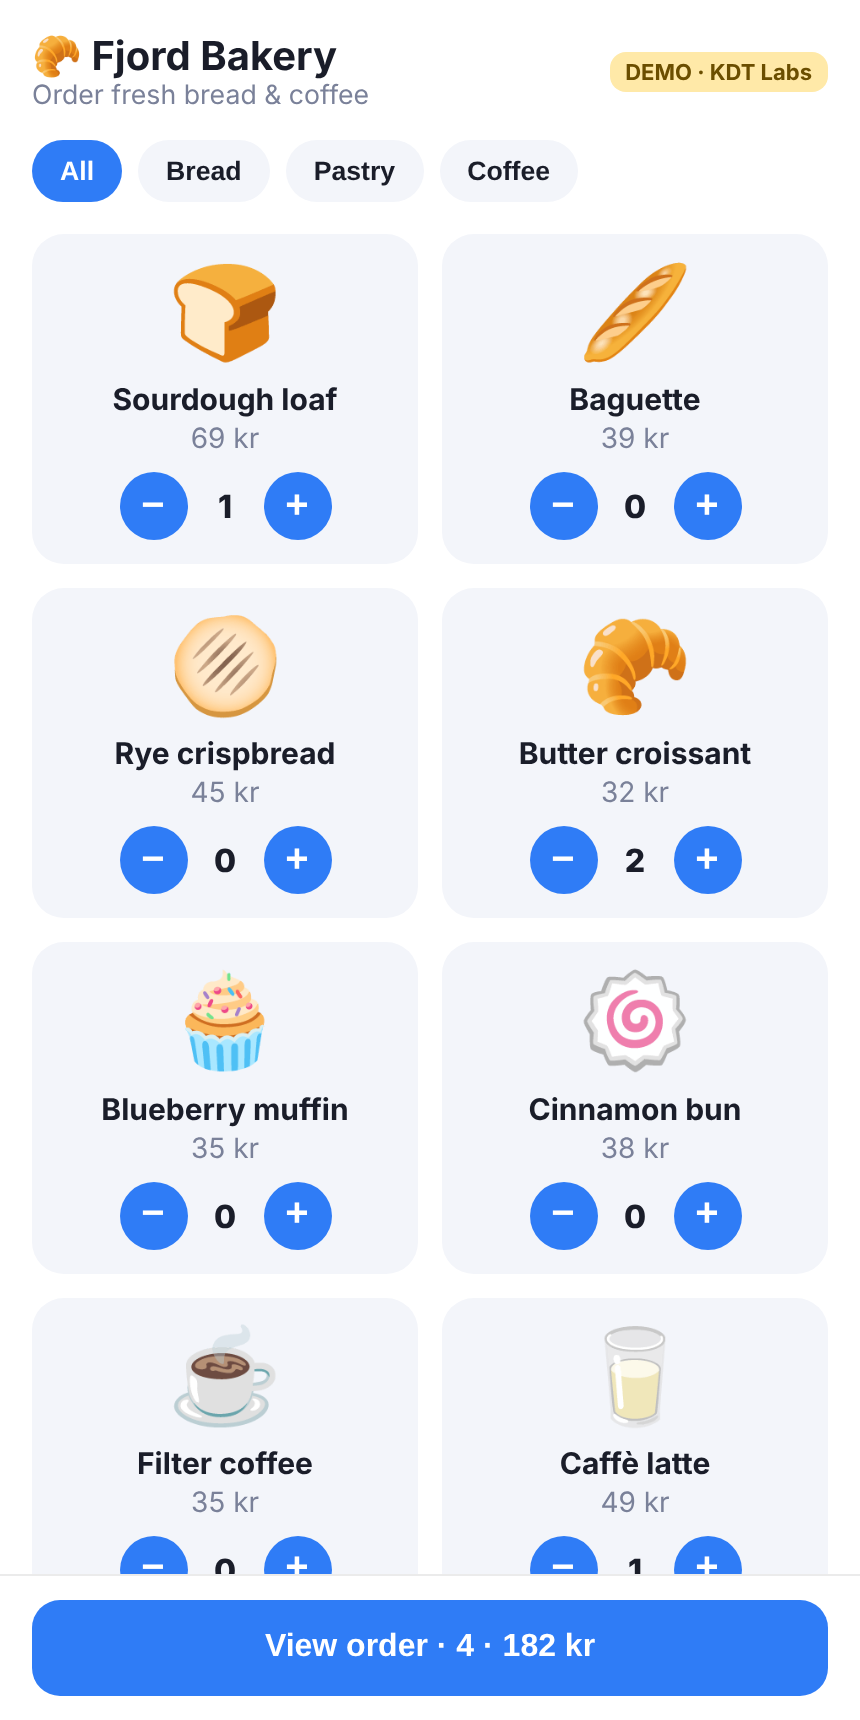 🥐 Fjord Bakery
Order fresh bread & coffee
DEMO · KDT Labs
All Bread Pastry Coffee
Sourdough loaf
69 kr
− 1 +
Baguette
39 kr
− 0 +
Rye crispbread
45 kr
− 0 +
Butter croissant
32 kr
− 2 +
Blueberry muffin
35 kr
− 0 +
Cinnamon bun
38 kr
− 0 +
Filter coffee
35 kr
− 0 +
Caffè latte
49 kr
− 1 +
View order · 4 · 182 kr